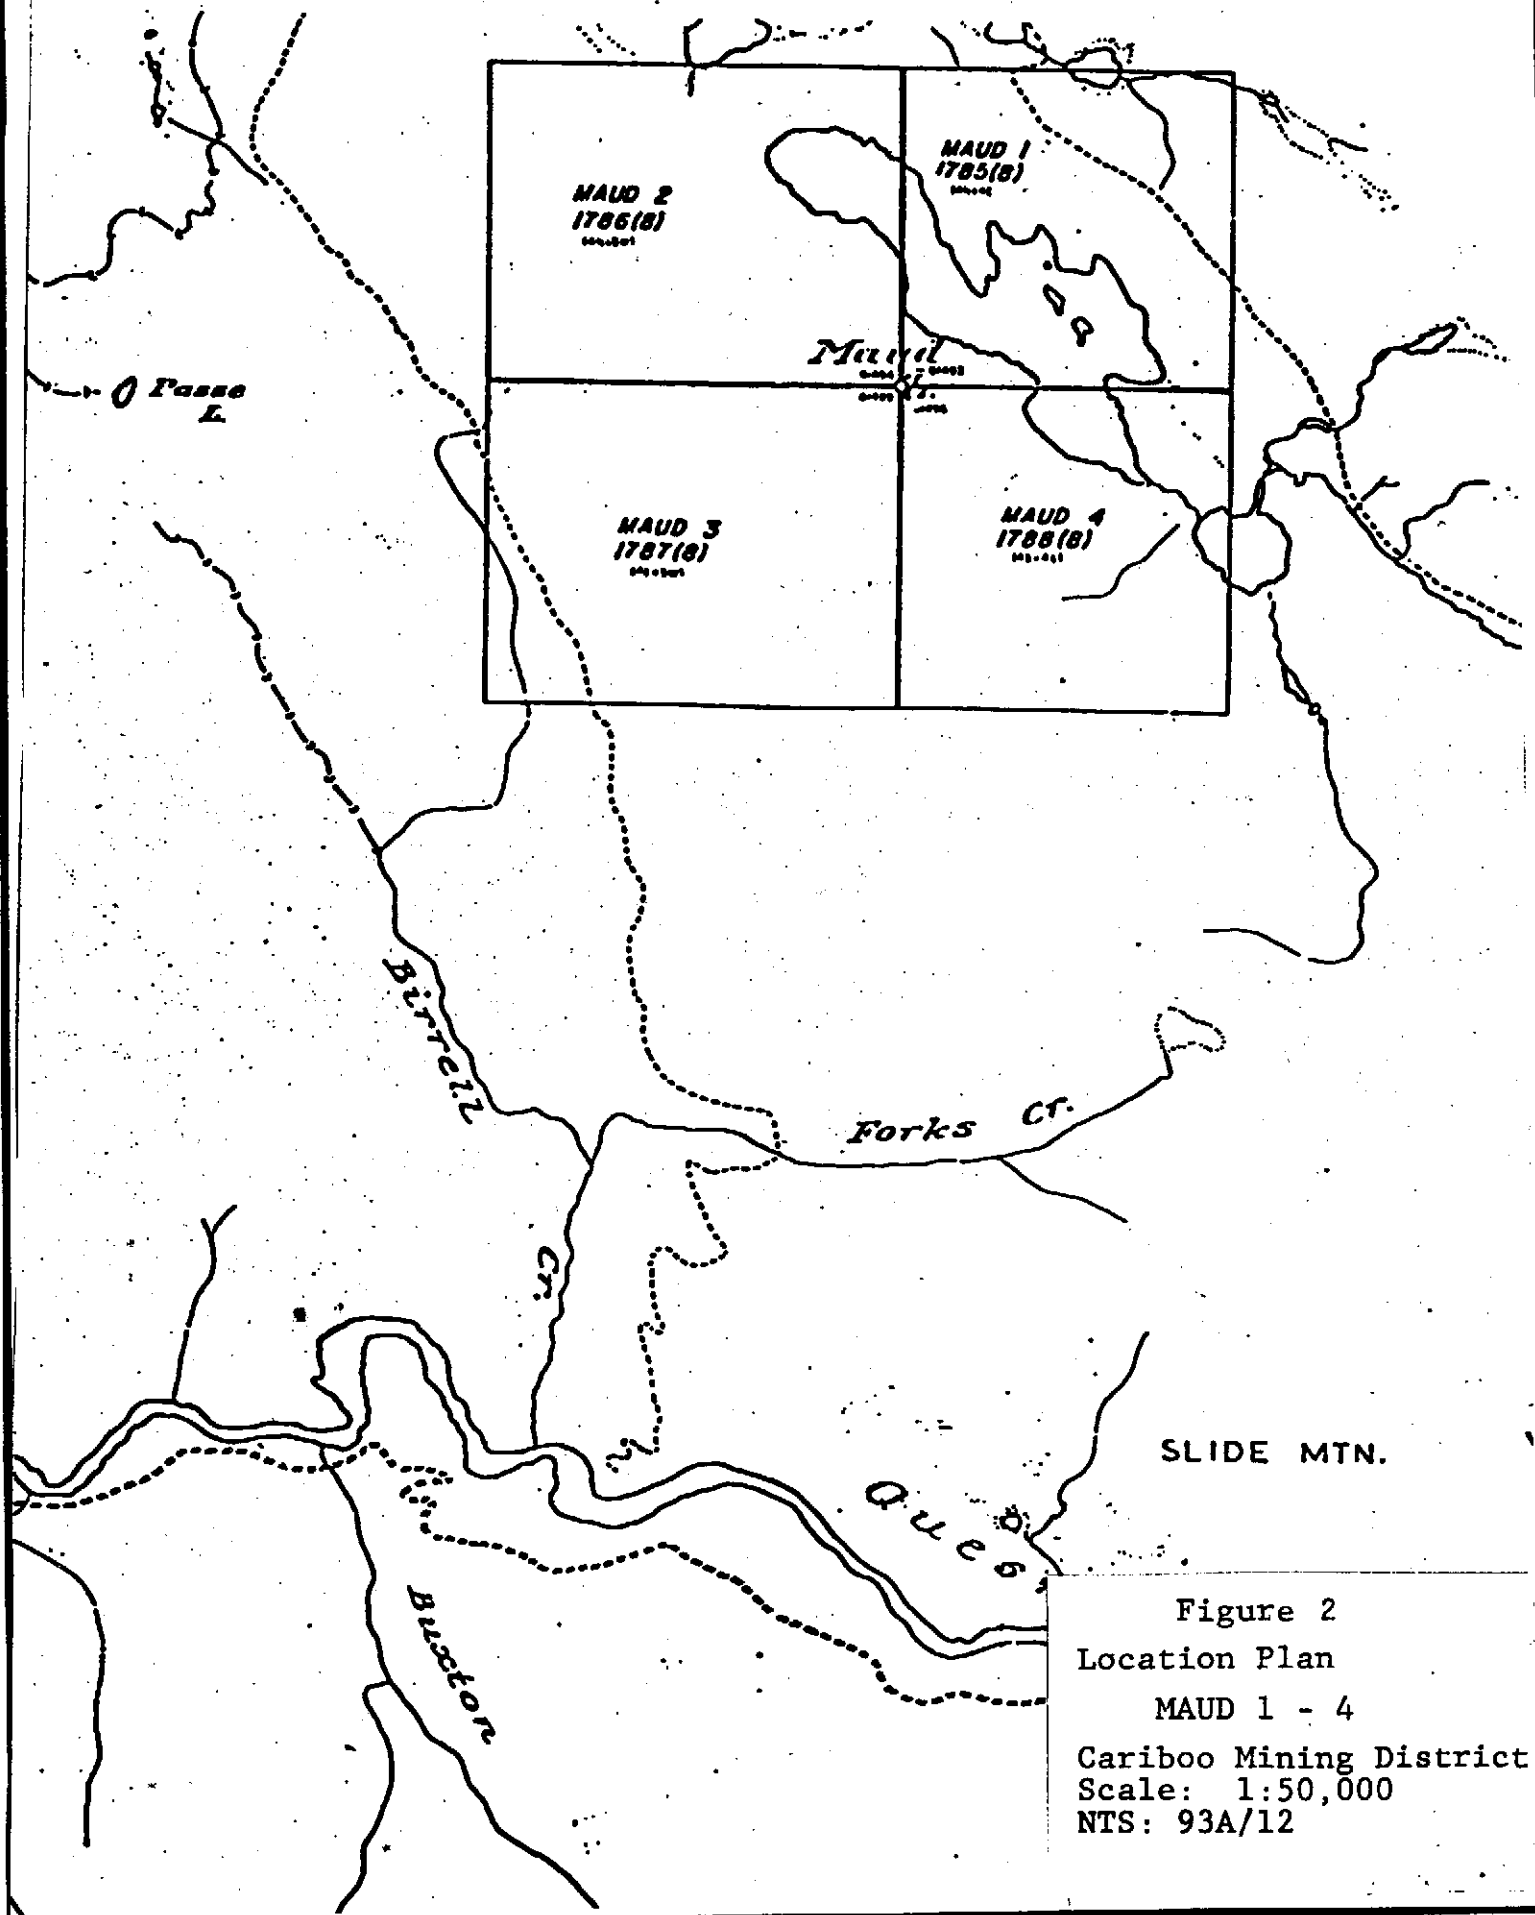 MAUD 1
1785(8)
MAUD 2
1786(8)
Maud
L.
Passe
L
MAUD 3
1787(8)
MAUD 4
1788(8)
Birrell
Cr.
Forks Cr.
SLIDE MTN.
Ques
Buxton
Figure 2
Location Plan
MAUD 1 - 4
Cariboo Mining District
Scale: 1:50,000
NTS: 93A/12